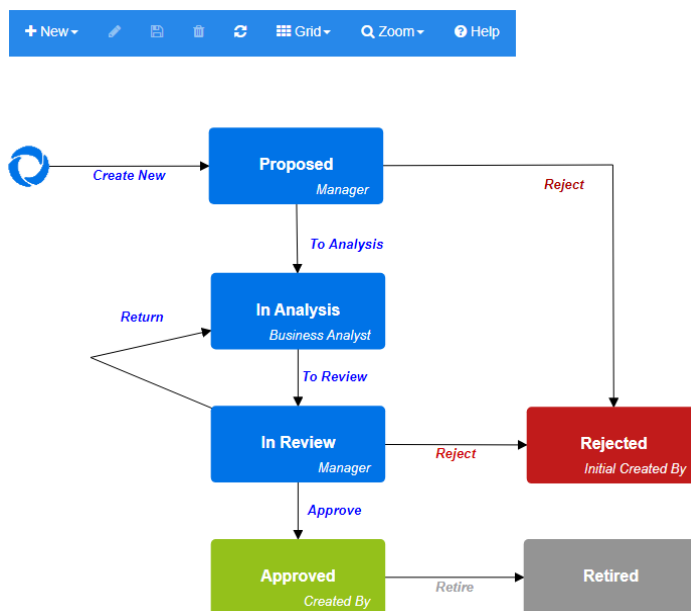 New
Grid
Zoom
Help
Proposed
Manager
Create New
Reject
To Analysis
In Analysis
Business Analyst
Return
To Review
In Review
Manager
Reject
Rejected
Initial Created By
Approve
Approved
Created By
Retire
Retired